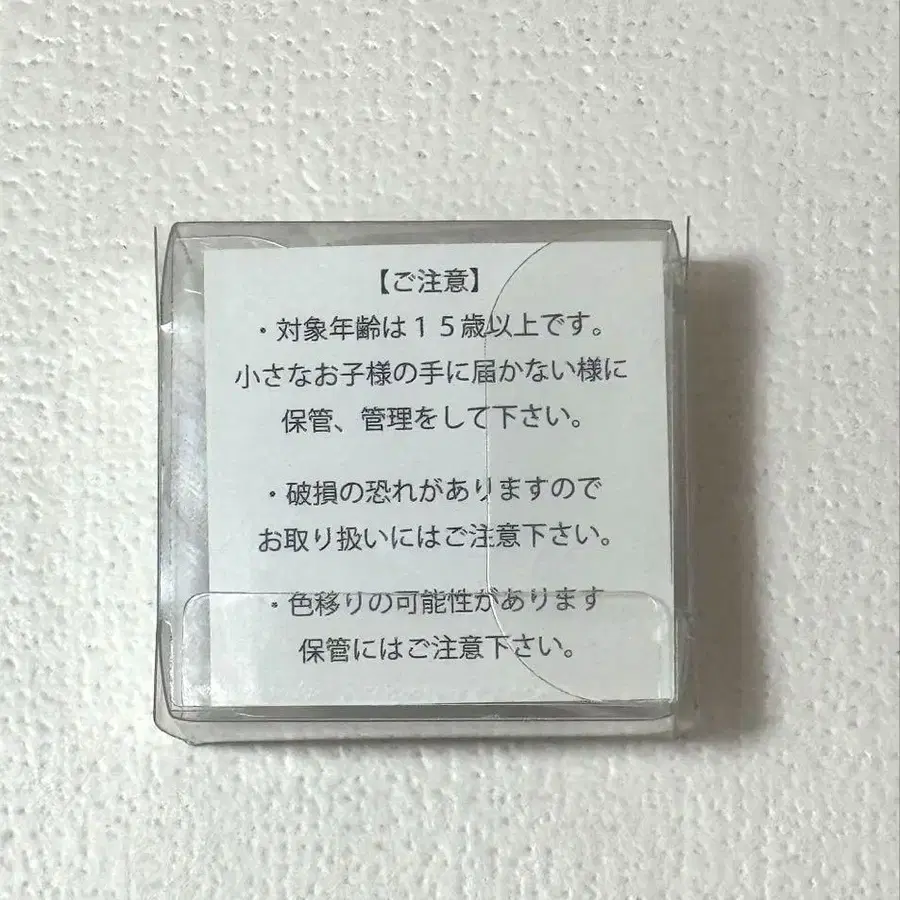 【ご注意】
・対象年齢は１５歳以上です。
小さなお子様の手に届かない様に
保管、管理をして下さい。
・破損の恐れがありますので
お取り扱いにはご注意下さい。
・色移りの可能性があります
保管にはご注意下さい。